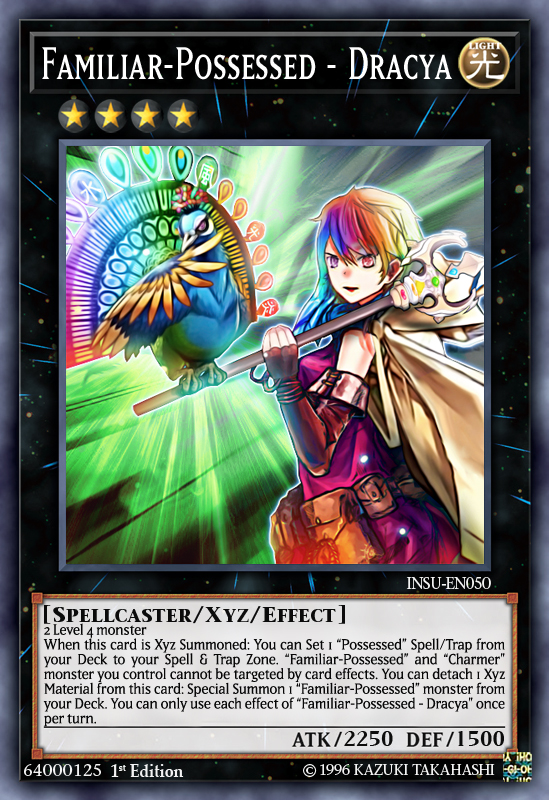 Familiar-Possessed - Dracya
LIGHT
光
風
INSU-EN050
[Spellcaster/Xyz/Effect]
2 Level 4 monster
When this card is Xyz Summoned: You can Set 1 “Possessed” Spell/Trap from
your Deck to your Spell & Trap Zone. “Familiar-Possessed” and “Charmer”
monster you control cannot be targeted by card effects. You can detach 1 Xyz
Material from this card: Special Summon 1 “Familiar-Possessed” monster from
your Deck. You can only use each effect of “Familiar-Possessed - Dracya” once
per turn.
ATK/2250 DEF/1500
64000125 1st Edition
© 1996 KAZUKI TAKAHASHI